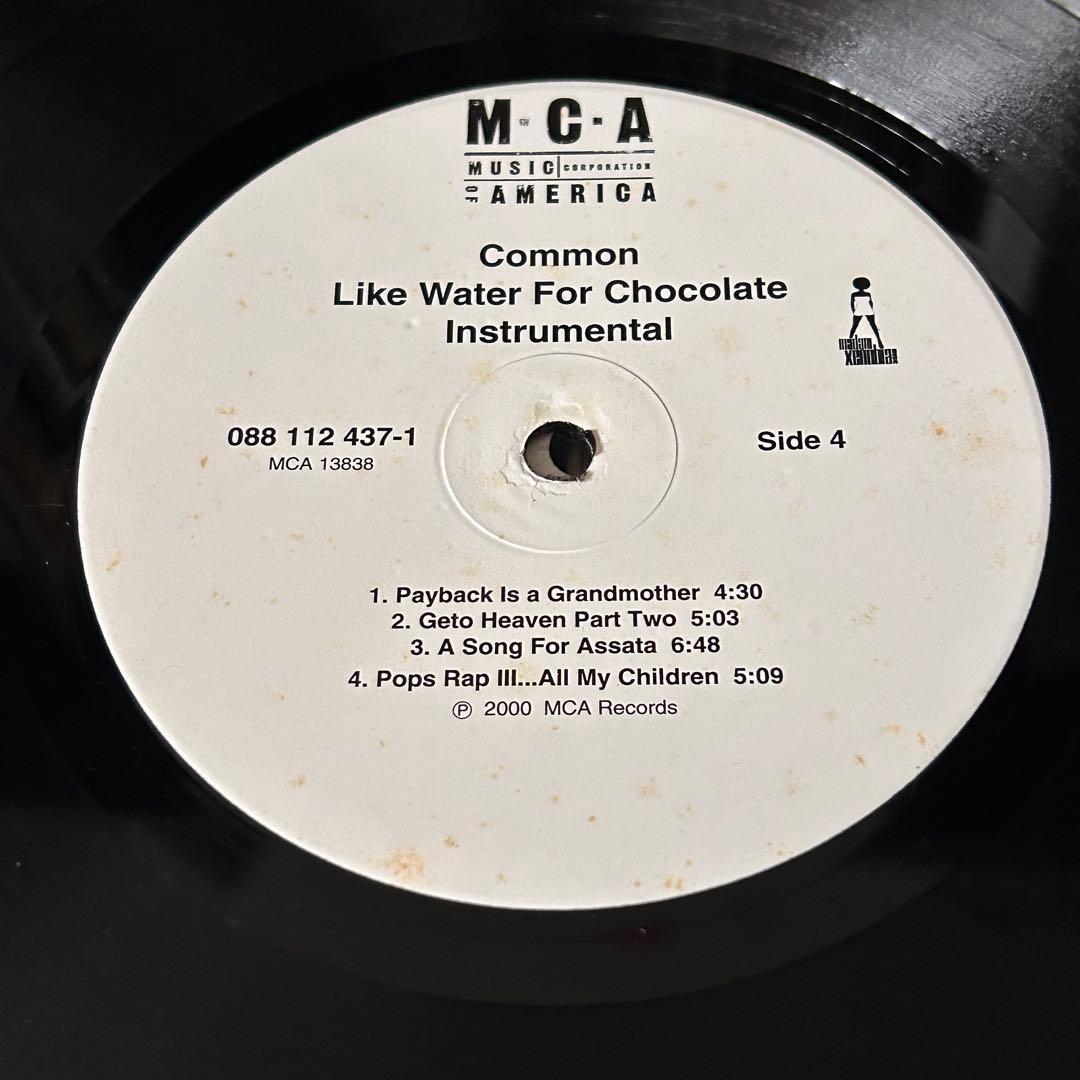 M·C·A
MUSIC CORPORATION
OF AMERICA
Common
Like Water For Chocolate
Instrumental
088 112 437-1
MCA 13838
Side 4
1. Payback Is a Grandmother 4:30
2. Geto Heaven Part Two 5:03
3. A Song For Assata 6:48
4. Pops Rap III...All My Children 5:09
℗ 2000 MCA Records